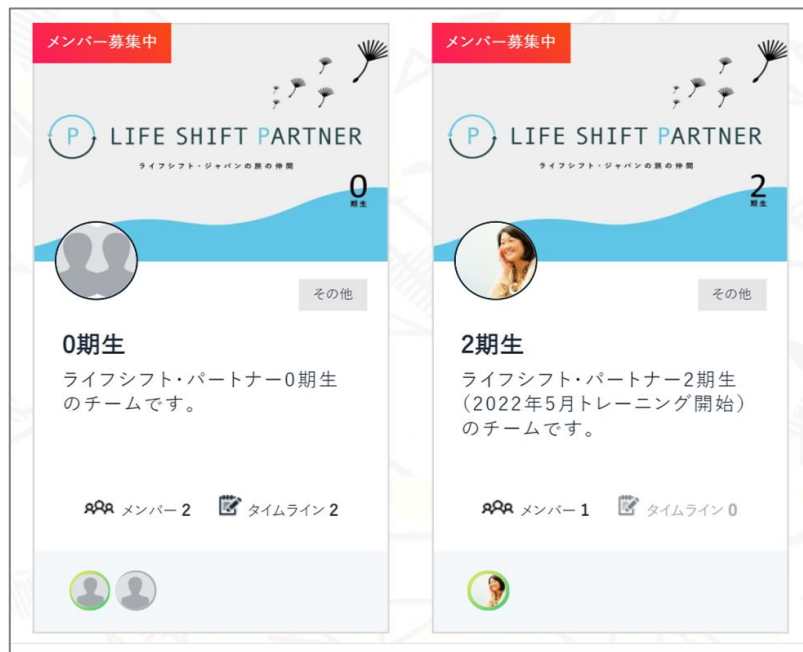 メンバー募集中
P LIFE SHIFT PARTNER
ライフシフト・ジャパンの旅の仲間
0
期生
その他
0期生
ライフシフト・パートナー0期生
のチームです。
メンバー 2 タイムライン 2
メンバー募集中
P LIFE SHIFT PARTNER
ライフシフト・ジャパンの旅の仲間
2
期生
その他
2期生
ライフシフト・パートナー2期生
(2022年5月トレーニング開始)
のチームです。
メンバー 1 タイムライン 0